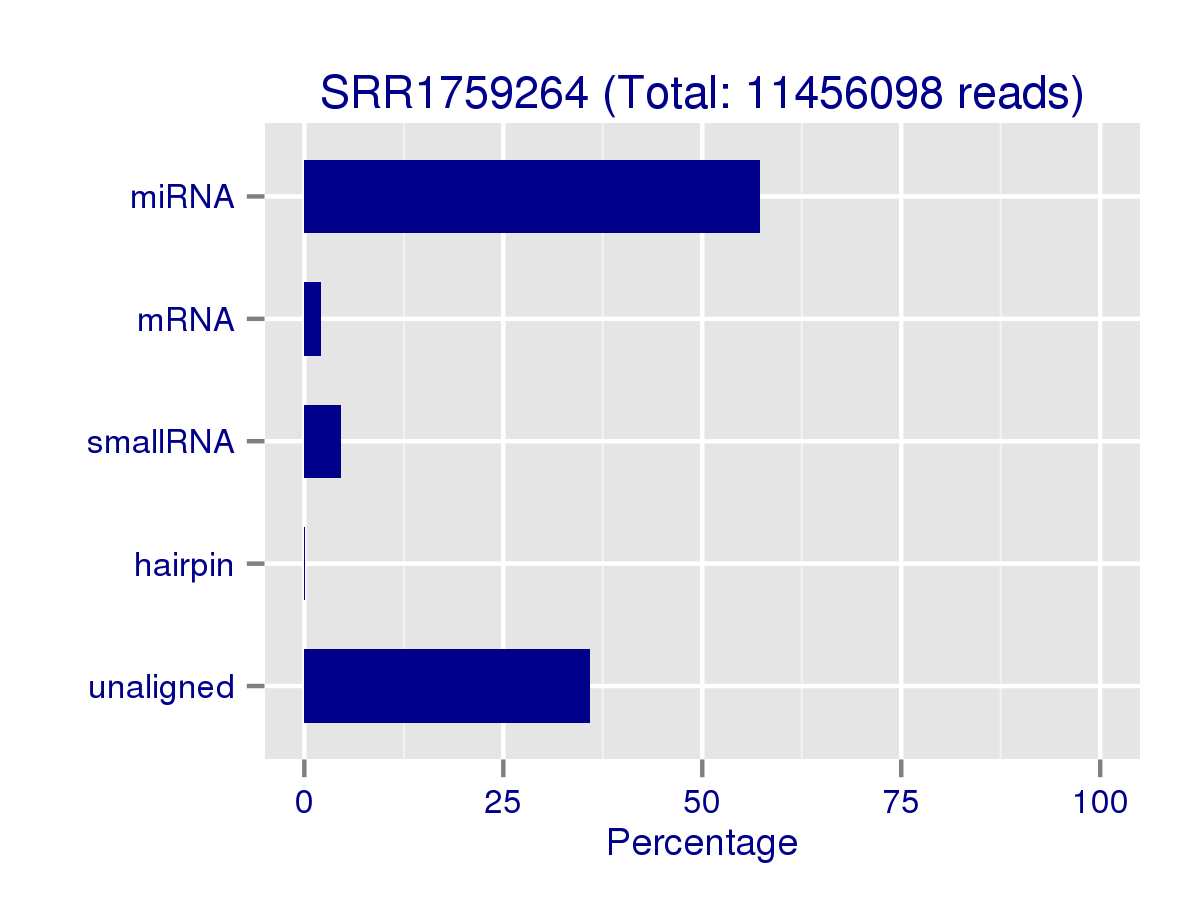 SRR1759264 (Total: 11456098 reads)
miRNA
mRNA
smallRNA
hairpin
unaligned
0 25 50 75 100
Percentage